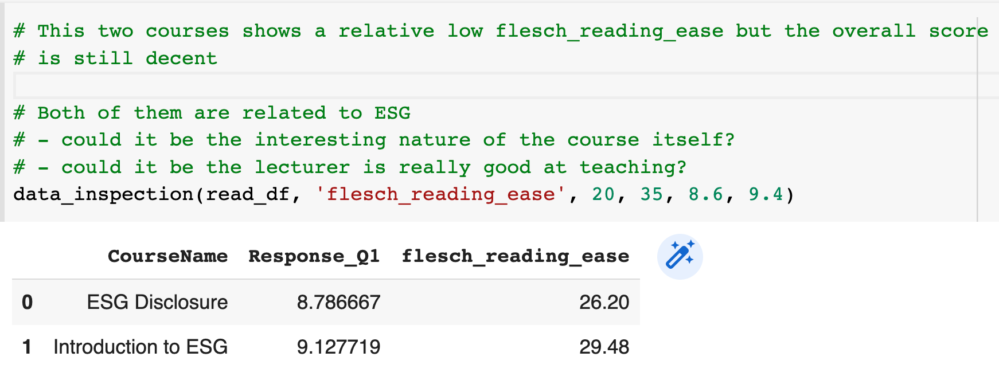 # This two courses shows a relative low flesch_reading_ease but the overall score
# is still decent
# Both of them are related to ESG
# - could it be the interesting nature of the course itself?
# - could it be the lecturer is really good at teaching?
data_inspection(read_df, 'flesch_reading_ease', 20, 35, 8.6, 9.4)
CourseName Response_Q1 flesch_reading_ease
0 ESG Disclosure 8.786667 26.20
1 Introduction to ESG 9.127719 29.48